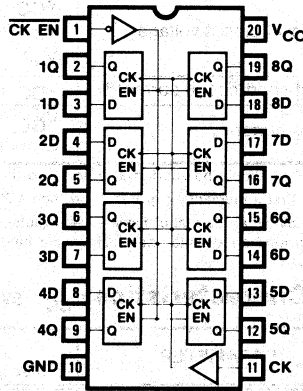 CK EN 1 20 VCC
1Q 2 Q Q 19 8Q
CK CK
EN EN
1D 3 D D 18 8D
2D 4 D D 17 7D
CK CK
EN EN
2Q 5 Q Q 16 7Q
3Q 6 Q Q 15 6Q
CK CK
EN EN
3D 7 D D 14 6D
4D 8 D D 13 5D
CK CK
EN EN
4Q 9 Q Q 12 5Q
GND 10 11 CK